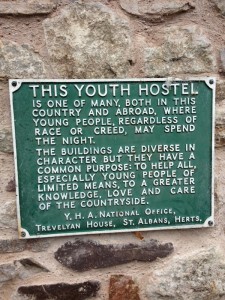 THIS YOUTH HOSTEL
IS ONE OF MANY, BOTH IN THIS
COUNTRY AND ABROAD, WHERE
YOUNG PEOPLE, REGARDLESS OF
RACE OR CREED, MAY SPEND
THE NIGHT.
THE BUILDINGS ARE DIVERSE IN
CHARACTER BUT THEY HAVE A
COMMON PURPOSE: TO HELP ALL,
ESPECIALLY YOUNG PEOPLE OF
LIMITED MEANS, TO A GREATER
KNOWLEDGE, LOVE AND CARE
OF THE COUNTRYSIDE.
Y.H.A. NATIONAL OFFICE,
TREVELYAN HOUSE, ST. ALBANS, HERTS.